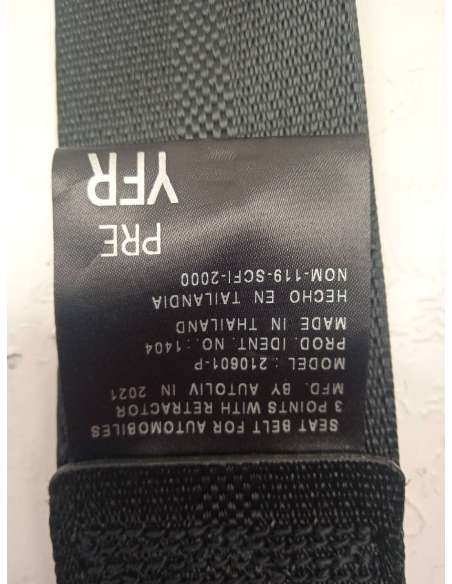 SEAT BELT FOR AUTOMOBILES
3 POINTS WITH RETRACTOR
MFD. BY AUTOLIV IN 2021
MODEL : 210601-P
PROD. IDENT. NO.:1404
MADE IN THAILAND
HECHO EN TAILANDIA
NOM-119-SCFI-2000
PRE
YFR